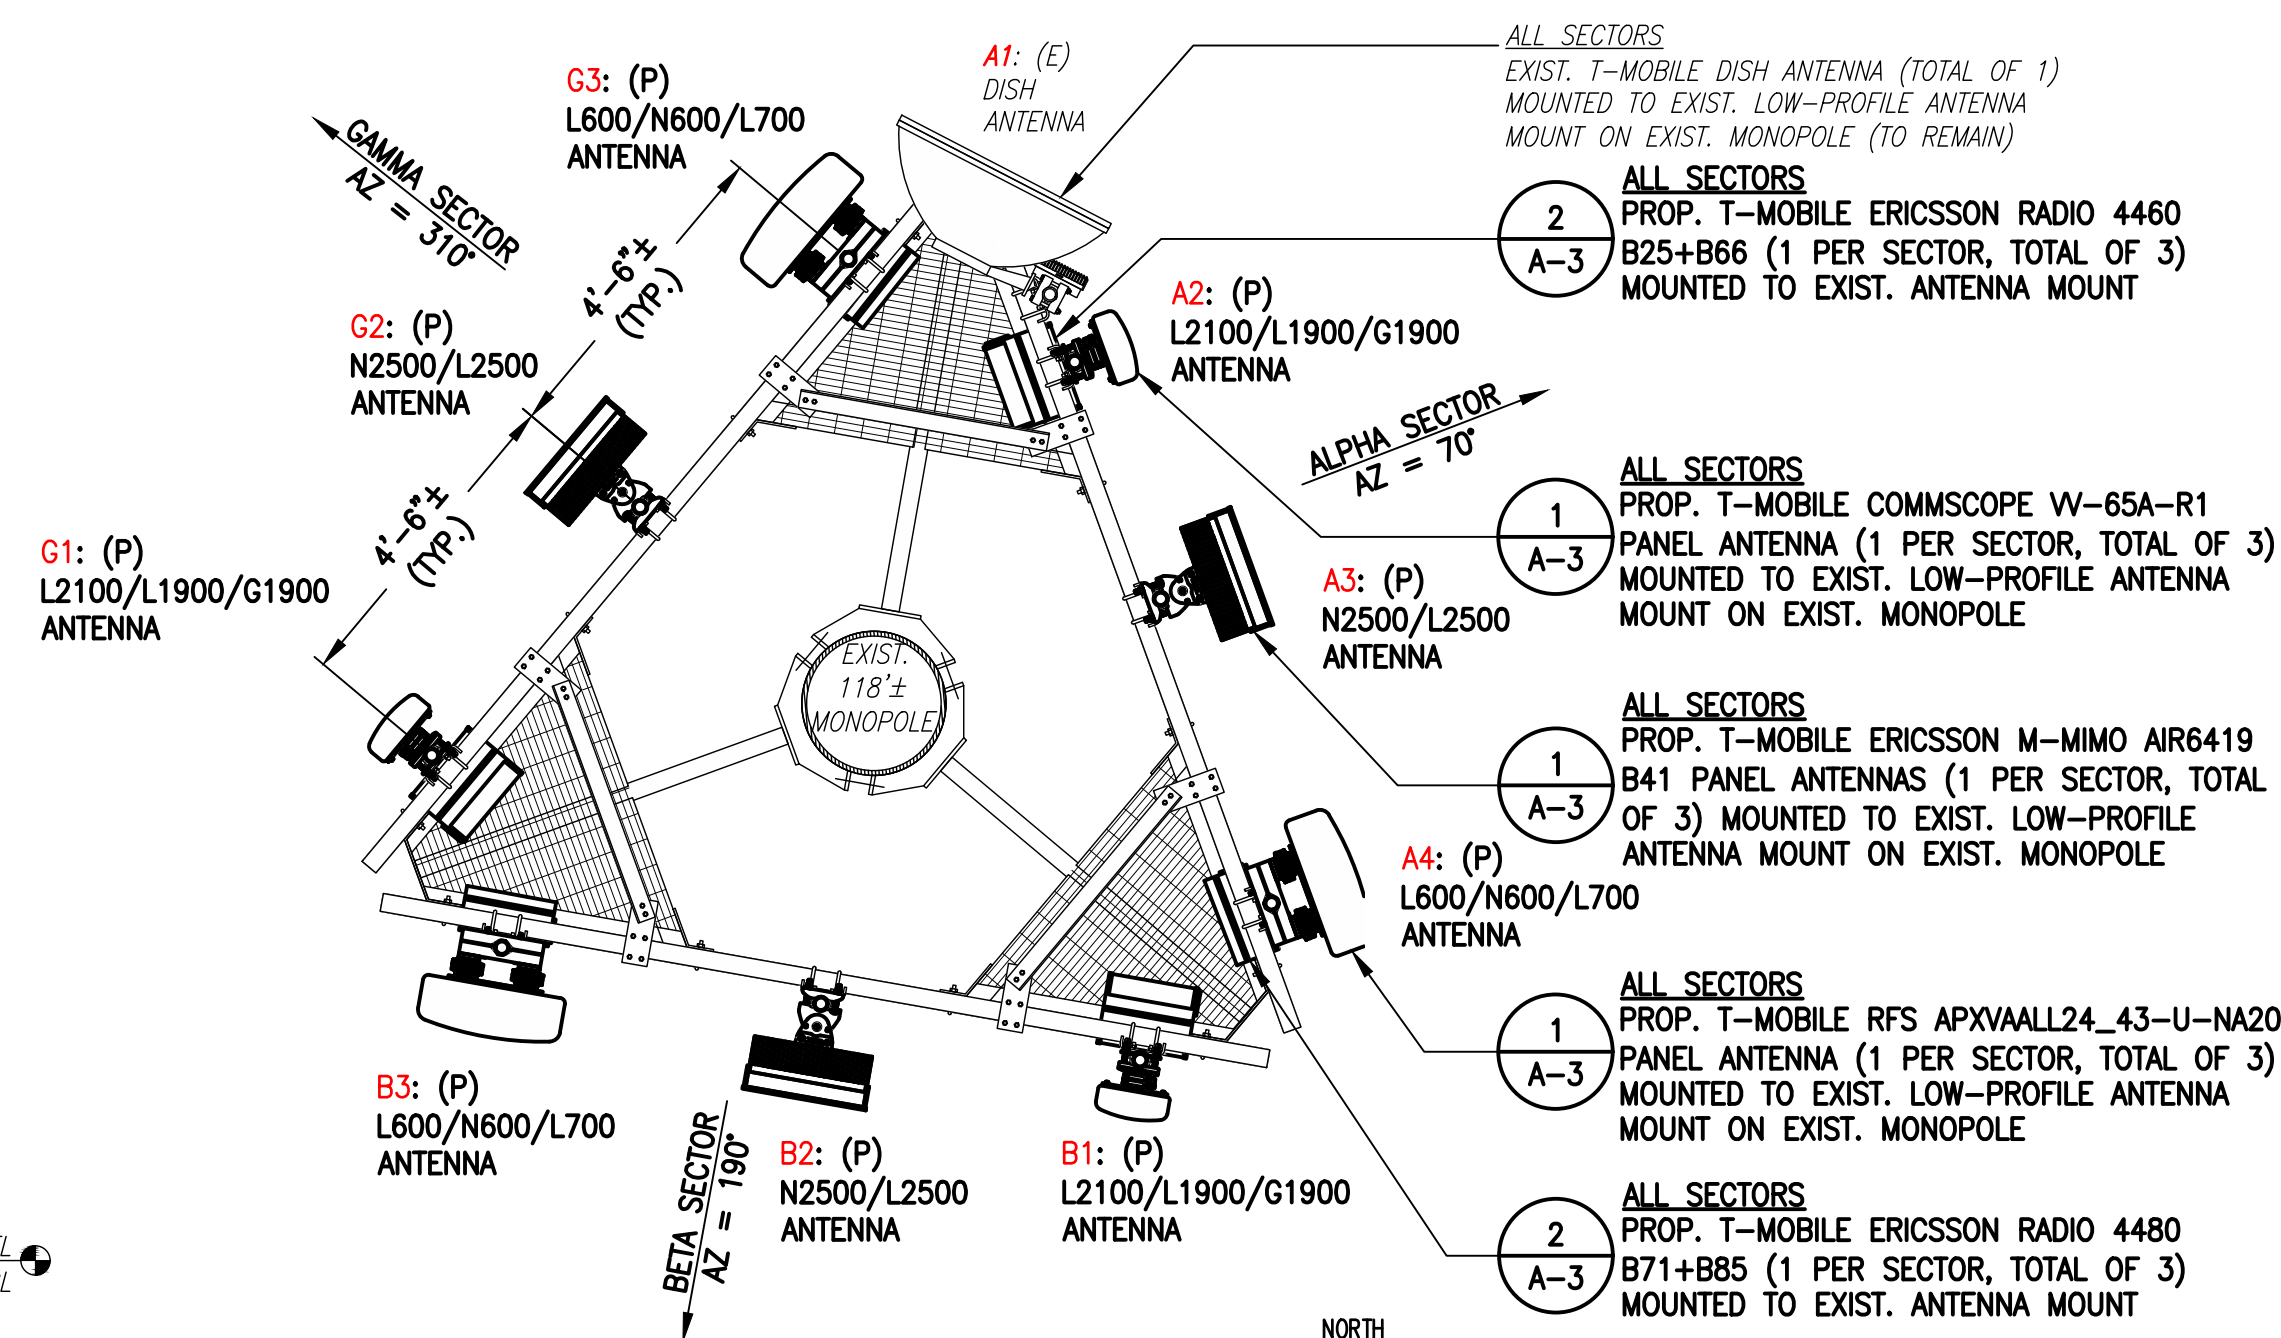 ALL SECTORS
EXIST. T-MOBILE DISH ANTENNA (TOTAL OF 1)
MOUNTED TO EXIST. LOW-PROFILE ANTENNA
MOUNT ON EXIST. MONOPOLE (TO REMAIN)
A1: (E)
DISH
ANTENNA
G3: (P)
L600/N600/L700
ANTENNA
GAMMA SECTOR
AZ = 310°
4'-6"±
(TYP.)
2
A-3
ALL SECTORS
PROP. T-MOBILE ERICSSON RADIO 4460
B25+B66 (1 PER SECTOR, TOTAL OF 3)
MOUNTED TO EXIST. ANTENNA MOUNT
A2: (P)
L2100/L1900/G1900
ANTENNA
G2: (P)
N2500/L2500
ANTENNA
ALPHA SECTOR
AZ = 70°
4'-6"±
(TYP.)
1
A-3
ALL SECTORS
PROP. T-MOBILE COMMSCOPE VV-65A-R1
PANEL ANTENNA (1 PER SECTOR, TOTAL OF 3)
MOUNTED TO EXIST. LOW-PROFILE ANTENNA
MOUNT ON EXIST. MONOPOLE
G1: (P)
L2100/L1900/G1900
ANTENNA
A3: (P)
N2500/L2500
ANTENNA
EXIST.
118'±
MONOPOLE
1
A-3
ALL SECTORS
PROP. T-MOBILE ERICSSON M-MIMO AIR6419
B41 PANEL ANTENNAS (1 PER SECTOR, TOTAL
OF 3) MOUNTED TO EXIST. LOW-PROFILE
ANTENNA MOUNT ON EXIST. MONOPOLE
A4: (P)
L600/N600/L700
ANTENNA
1
A-3
ALL SECTORS
PROP. T-MOBILE RFS APXVAALL24_43-U-NA20
PANEL ANTENNA (1 PER SECTOR, TOTAL OF 3)
MOUNTED TO EXIST. LOW-PROFILE ANTENNA
MOUNT ON EXIST. MONOPOLE
B3: (P)
L600/N600/L700
ANTENNA
BETA SECTOR
AZ = 190°
B2: (P)
N2500/L2500
ANTENNA
B1: (P)
L2100/L1900/G1900
ANTENNA
2
A-3
ALL SECTORS
PROP. T-MOBILE ERICSSON RADIO 4480
B71+B85 (1 PER SECTOR, TOTAL OF 3)
MOUNTED TO EXIST. ANTENNA MOUNT
NORTH